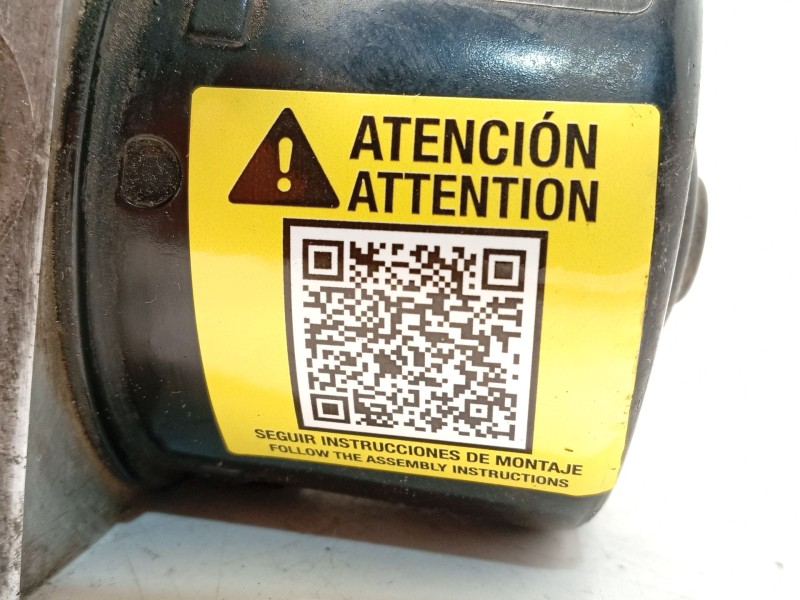 ATENCIÓN
ATTENTION
SEGUIR INSTRUCCIONES DE MONTAJE
FOLLOW THE ASSEMBLY INSTRUCTIONS